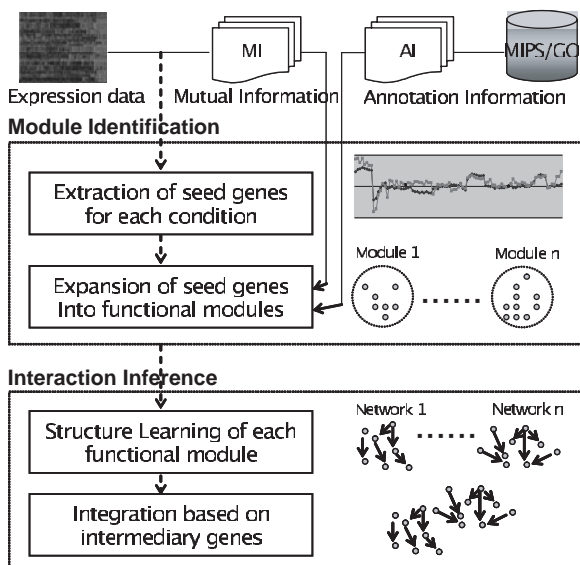 MI
AI
MIPS/GO
Expression data
Mutual Information
Annotation Information
Module Identification
Extraction of seed genes
for each condition
Module 1
Module n
Expansion of seed genes
Into functional modules
Interaction Inference
Network 1
Network n
Structure Learning of each
functional module
Integration based on
intermediary genes